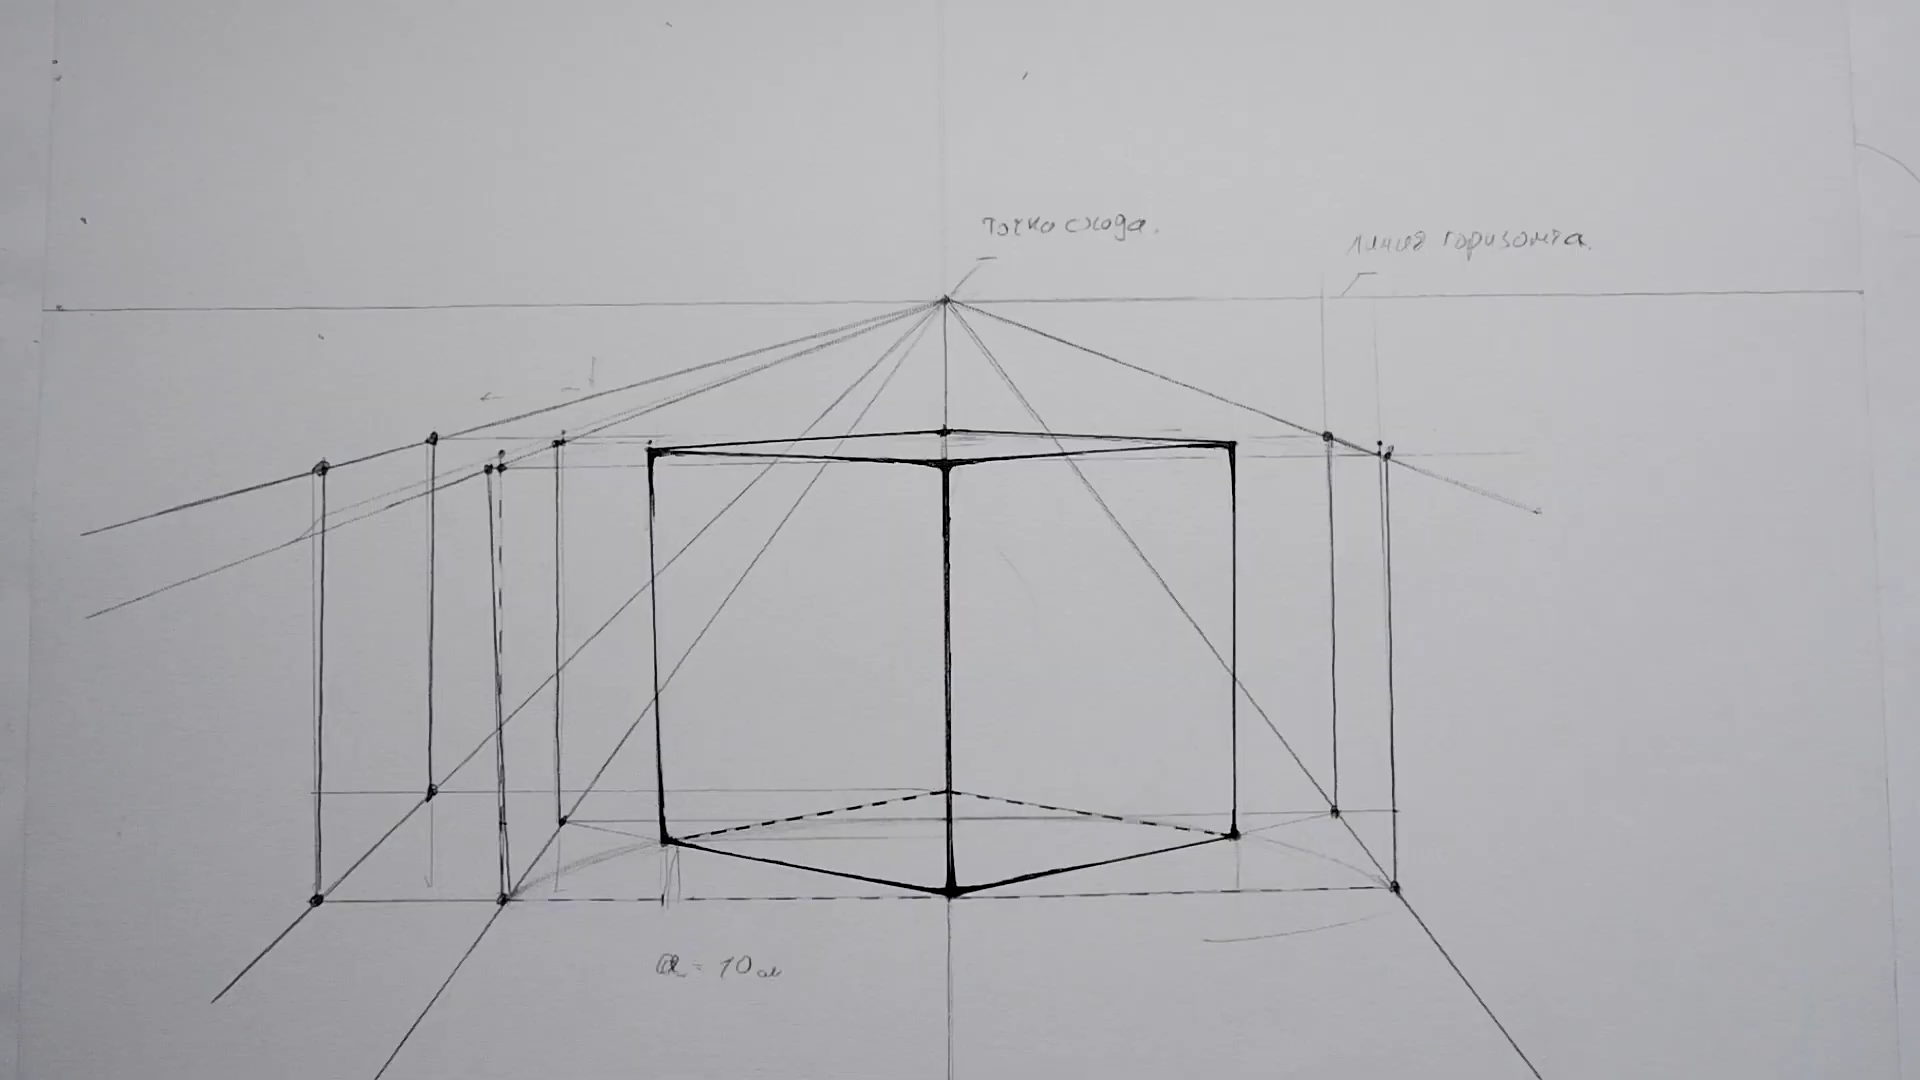 точка схода.
линия горизонта.
a = 10 см